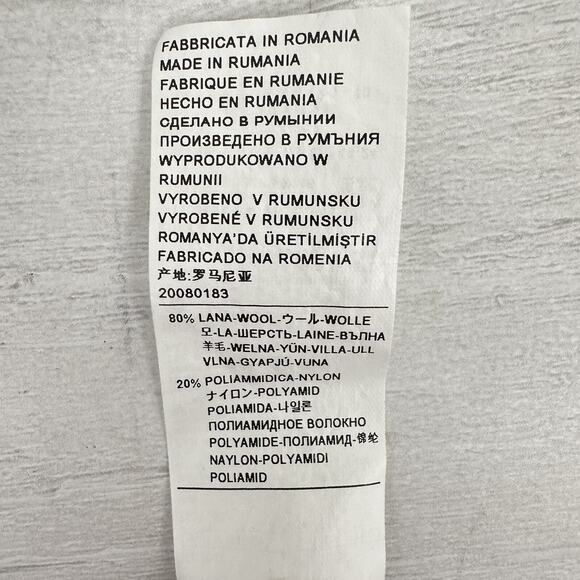 FABBRICATA IN ROMANIA
MADE IN RUMANIA
FABRIQUE EN RUMANIE
HECHO EN RUMANIA
СДЕЛАНО В РУМЫНИИ
ПРОИЗВЕДЕНО В РУМЪНИЯ
WYPRODUKOWANO W
RUMUNII
VYROBENO V RUMUNSKU
VYROBENÉ V RUMUNSKU
ROMANYA'DA ÜRETİLMİŞTİR
FABRICADO NA ROMENIA
产地:罗马尼亚
20080183
80% LANA-WOOL-ウール-WOLLE
모-LA-ШЕРСТЬ-LAINE-ВЪЛНА
羊毛-WELNA-YÜN-VILLA-ULL
VLNA-GYAPJÚ-VUNA
20% POLIAMMIDICA-NYLON
ナイロン-POLYAMID
POLIAMIDA-나일론
ПОЛИАМИДНОЕ ВОЛОКНО
POLYAMIDE-ПОЛИАМИД-锦纶
NAYLON-POLYAMIDI
POLIAMID